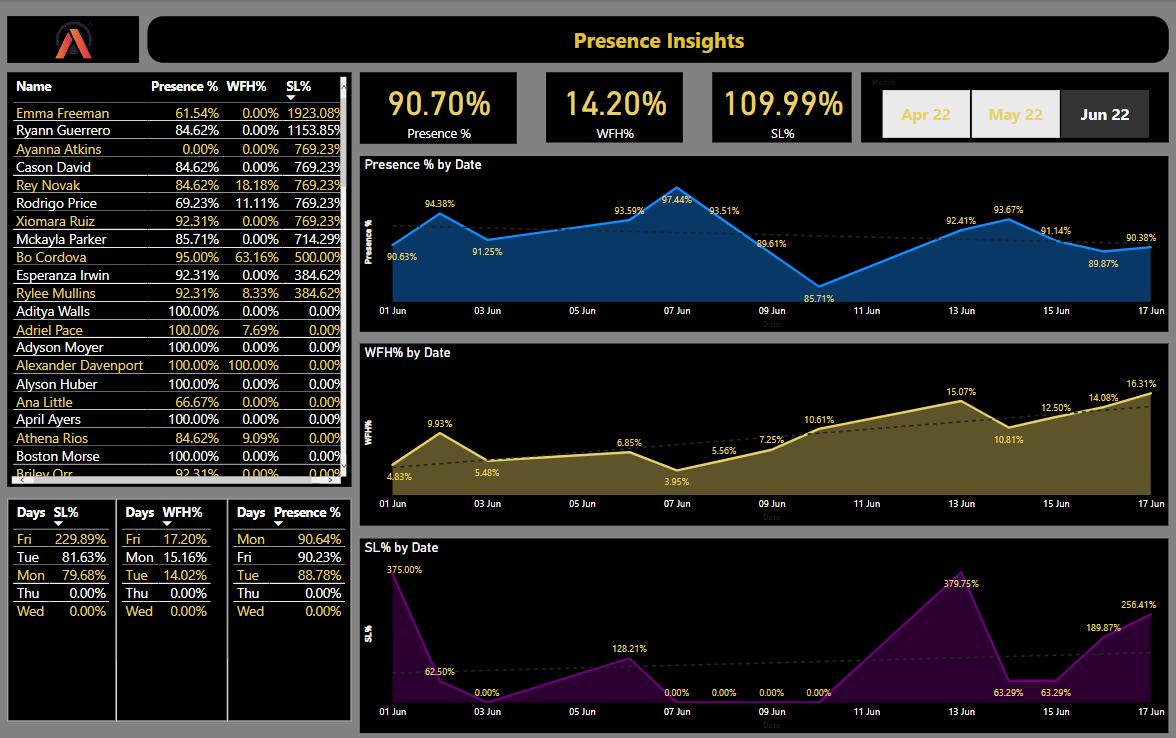 Presence Insights
Name Presence % WFH% SL%
Emma Freeman 61.54% 0.00% 1923.08%
Ryann Guerrero 84.62% 0.00% 1153.85%
Ayanna Atkins 0.00% 0.00% 769.23%
Cason David 84.62% 0.00% 769.23%
Rey Novak 84.62% 18.18% 769.23%
Rodrigo Price 69.23% 11.11% 769.23%
Xiomara Ruiz 92.31% 0.00% 769.23%
Mckayla Parker 85.71% 0.00% 714.29%
Bo Cordova 95.00% 63.16% 500.00%
Esperanza Irwin 92.31% 0.00% 384.62%
Rylee Mullins 92.31% 8.33% 384.62%
Aditya Walls 100.00% 0.00% 0.00%
Adriel Pace 100.00% 7.69% 0.00%
Adyson Moyer 100.00% 0.00% 0.00%
Alexander Davenport 100.00% 100.00% 0.00%
Alyson Huber 100.00% 0.00% 0.00%
Ana Little 66.67% 0.00% 0.00%
April Ayers 100.00% 0.00% 0.00%
Athena Rios 84.62% 9.09% 0.00%
Boston Morse 100.00% 0.00% 0.00%
Briley Orr 92.31% 0.00% 0.00%
90.70%
Presence %
14.20%
WFH%
109.99%
SL%
Month
Apr 22 May 22 Jun 22
Presence % by Date
Presence %
90.63% 94.38% 91.25% 93.59% 97.44% 93.51% 89.61% 85.71% 92.41% 93.67% 91.14% 89.87% 90.38%
01 Jun 03 Jun 05 Jun 07 Jun 09 Jun 11 Jun 13 Jun 15 Jun 17 Jun
Date
WFH% by Date
WFH%
4.83% 9.93% 5.48% 6.85% 3.95% 5.56% 7.25% 10.61% 15.07% 10.81% 12.50% 14.08% 16.31%
01 Jun 03 Jun 05 Jun 07 Jun 09 Jun 11 Jun 13 Jun 15 Jun 17 Jun
Date
SL% by Date
SL%
375.00% 62.50% 0.00% 128.21% 0.00% 0.00% 0.00% 0.00% 379.75% 63.29% 63.29% 189.87% 256.41%
01 Jun 03 Jun 05 Jun 07 Jun 09 Jun 11 Jun 13 Jun 15 Jun 17 Jun
Date
Days SL%
Fri 229.89%
Tue 81.63%
Mon 79.68%
Thu 0.00%
Wed 0.00%
Days WFH%
Fri 17.20%
Mon 15.16%
Tue 14.02%
Thu 0.00%
Wed 0.00%
Days Presence %
Mon 90.64%
Fri 90.23%
Tue 88.78%
Thu 0.00%
Wed 0.00%